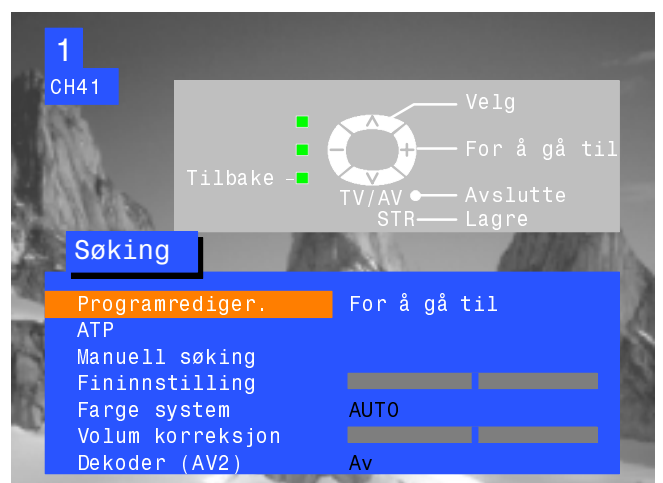 1
CH41
Velg
For å gå til
Tilbake
TV/AV Avslutte
STR Lagre
Søking
Programrediger. For å gå til
ATP
Manuell søking
Fininnstilling
Farge system AUTO
Volum korreksjon
Dekoder (AV2) Av